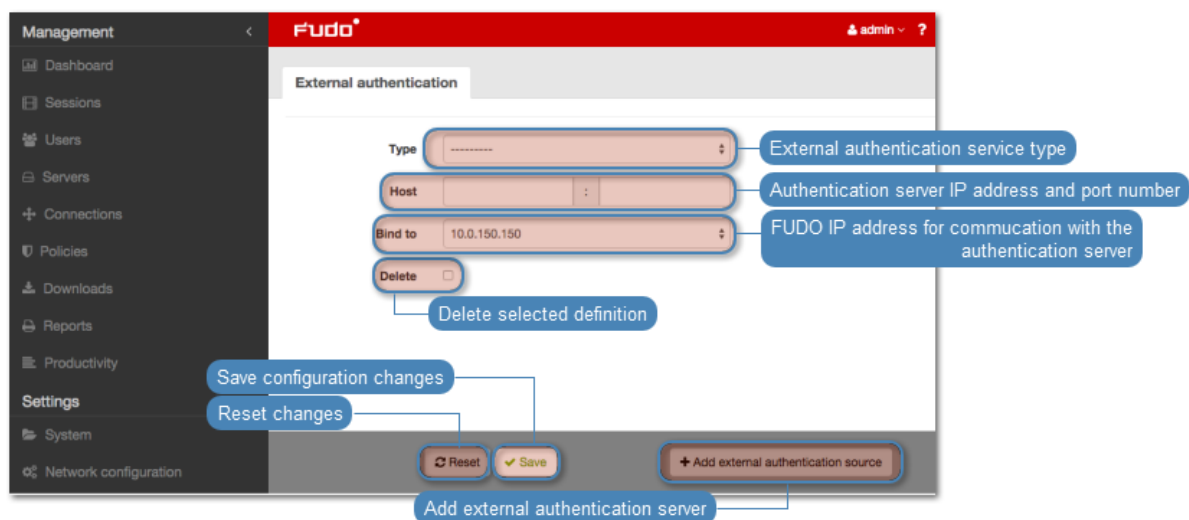 Management <
Fudo
admin ?
Dashboard
External authentication
Sessions
Users
Type --------- External authentication service type
Servers
Host : Authentication server IP address and port number
Connections
Bind to 10.0.150.150 FUDO IP address for commucation with the
authentication server
Policies
Delete
Downloads
Delete selected definition
Reports
Productivity
Save configuration changes
Settings
Reset changes
System
Reset Save + Add external authentication source
Network configuration
Add external authentication server